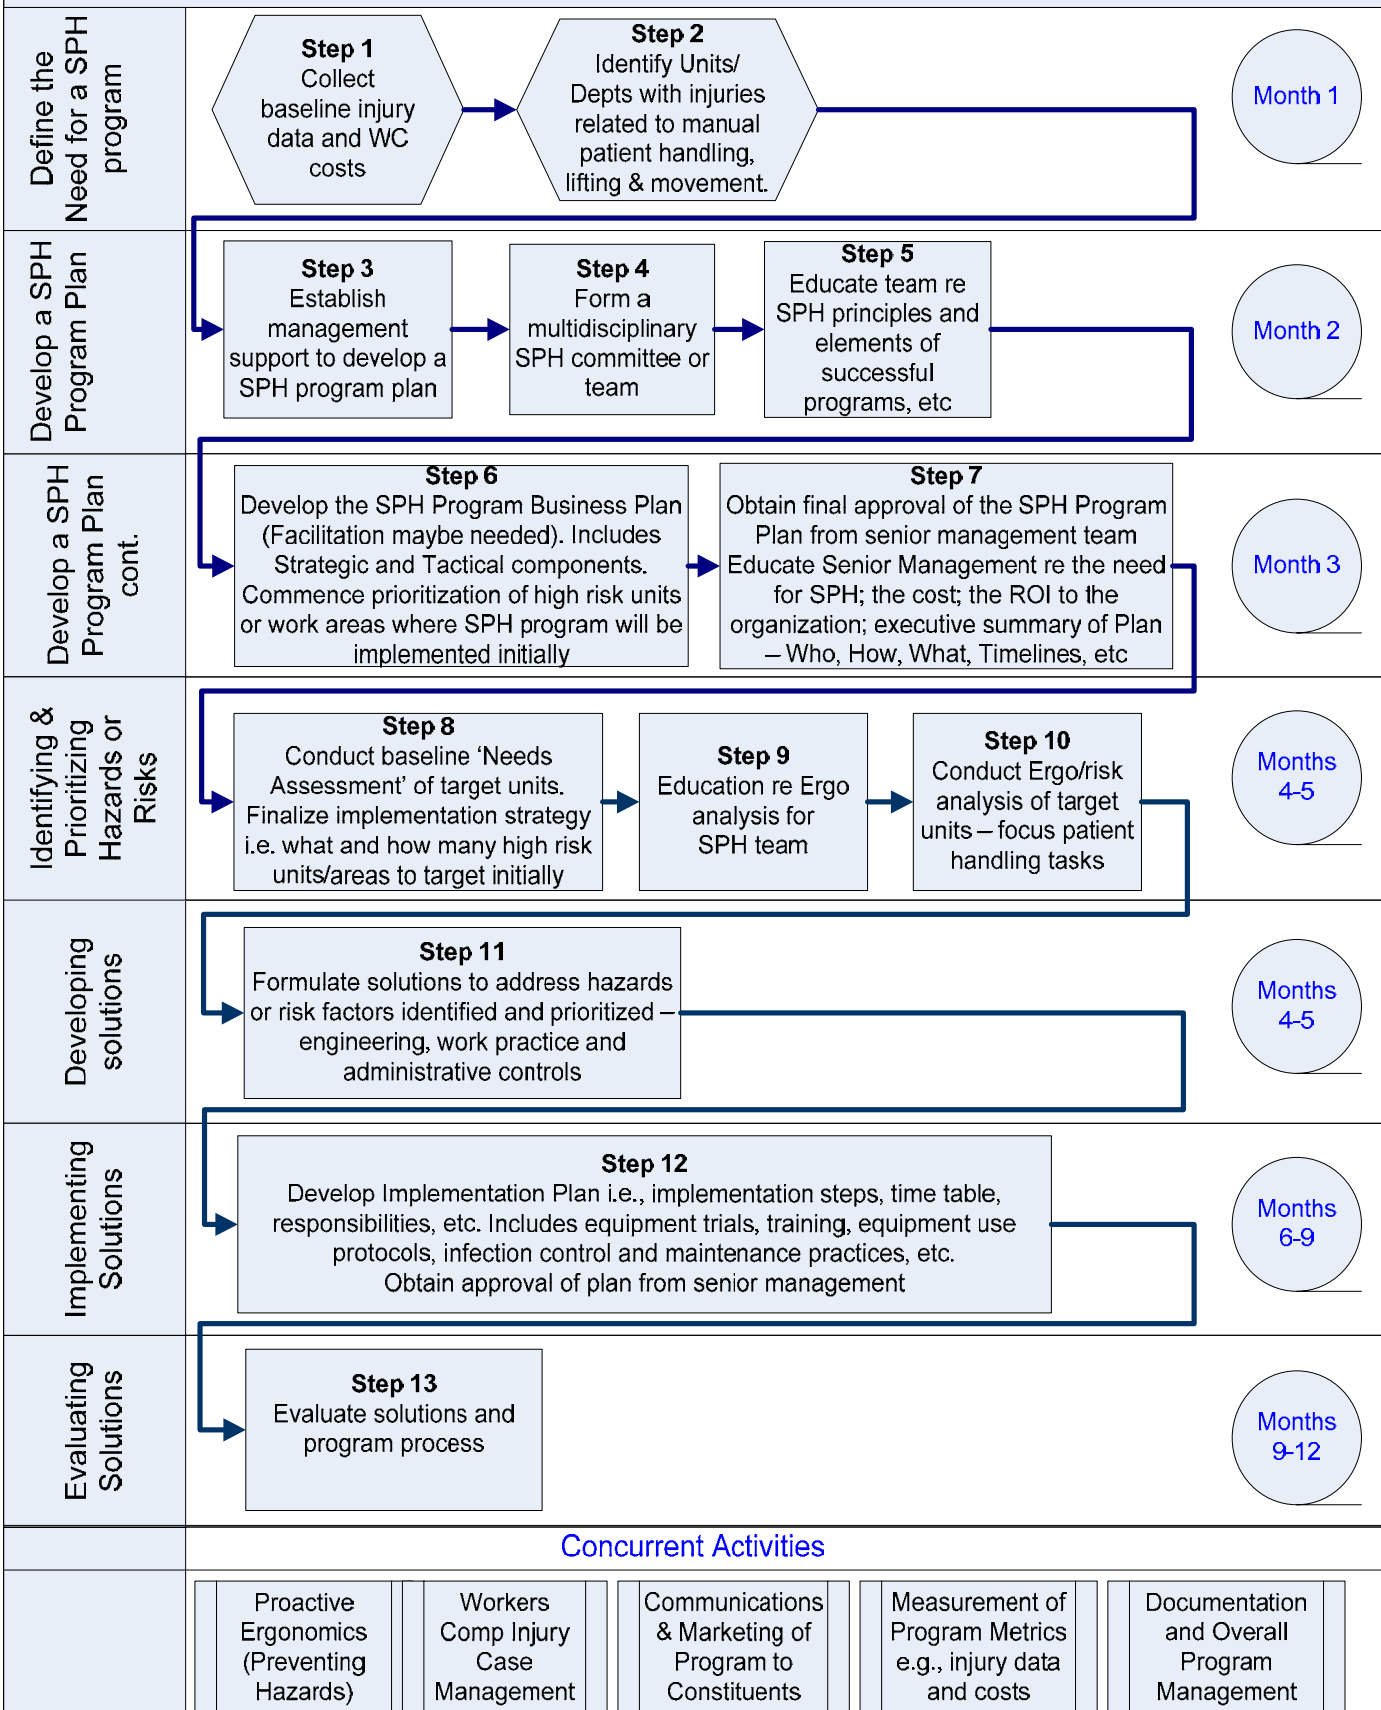 Define the
Need for a SPH
program
Step 1
Collect
baseline injury
data and WC
costs
Step 2
Identify Units/
Depts with injuries
related to manual
patient handling,
lifting & movement.
Month 1
Develop a SPH
Program Plan
Step 3
Establish
management
support to develop a
SPH program plan
Step 4
Form a
multidisciplinary
SPH committee or
team
Step 5
Educate team re
SPH principles and
elements of
successful
programs, etc
Month 2
Develop a SPH
Program Plan
cont.
Step 6
Develop the SPH Program Business Plan
(Facilitation maybe needed). Includes
Strategic and Tactical components.
Commence prioritization of high risk units
or work areas where SPH program will be
implemented initially
Step 7
Obtain final approval of the SPH Program
Plan from senior management team
Educate Senior Management re the need
for SPH; the cost; the ROI to the
organization; executive summary of Plan
– Who, How, What, Timelines, etc
Month 3
Identifying &
Prioritizing
Hazards or
Risks
Step 8
Conduct baseline ‘Needs
Assessment’ of target units.
Finalize implementation strategy
i.e. what and how many high risk
units/areas to target initially
Step 9
Education re Ergo
analysis for
SPH team
Step 10
Conduct Ergo/risk
analysis of target
units – focus patient
handling tasks
Months
4-5
Developing
solutions
Step 11
Formulate solutions to address hazards
or risk factors identified and prioritized –
engineering, work practice and
administrative controls
Months
4-5
Implementing
Solutions
Step 12
Develop Implementation Plan i.e., implementation steps, time table,
responsibilities, etc. Includes equipment trials, training, equipment use
protocols, infection control and maintenance practices, etc.
Obtain approval of plan from senior management
Months
6-9
Evaluating
Solutions
Step 13
Evaluate solutions and
program process
Months
9-12
Concurrent Activities
Proactive
Ergonomics
(Preventing
Hazards)
Workers
Comp Injury
Case
Management
Communications
& Marketing of
Program to
Constituents
Measurement of
Program Metrics
e.g., injury data
and costs
Documentation
and Overall
Program
Management